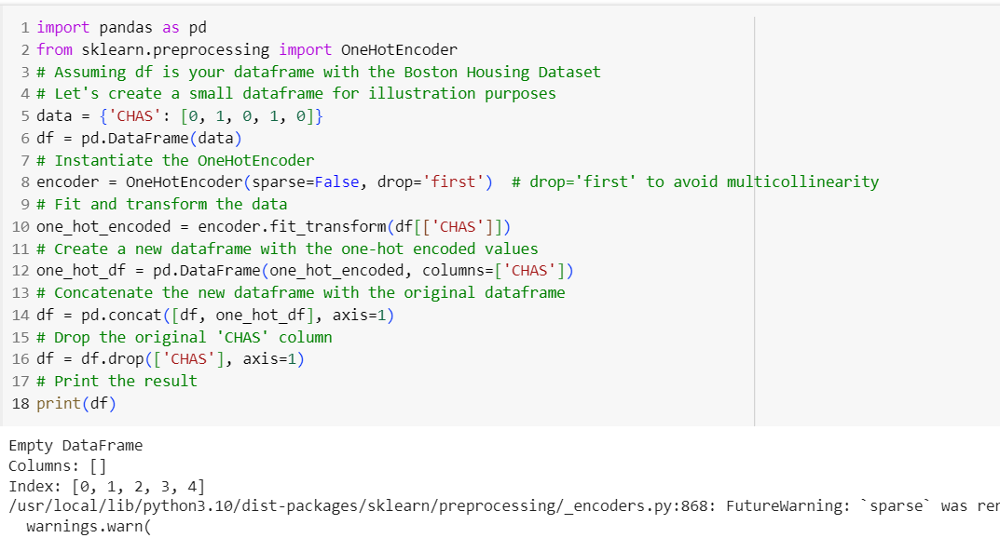 1 import pandas as pd
2 from sklearn.preprocessing import OneHotEncoder
3 # Assuming df is your dataframe with the Boston Housing Dataset
4 # Let's create a small dataframe for illustration purposes
5 data = {'CHAS': [0, 1, 0, 1, 0]}
6 df = pd.DataFrame(data)
7 # Instantiate the OneHotEncoder
8 encoder = OneHotEncoder(sparse=False, drop='first')  # drop='first' to avoid multicollinearity
9 # Fit and transform the data
10 one_hot_encoded = encoder.fit_transform(df[['CHAS']])
11 # Create a new dataframe with the one-hot encoded values
12 one_hot_df = pd.DataFrame(one_hot_encoded, columns=['CHAS'])
13 # Concatenate the new dataframe with the original dataframe
14 df = pd.concat([df, one_hot_df], axis=1)
15 # Drop the original 'CHAS' column
16 df = df.drop(['CHAS'], axis=1)
17 # Print the result
18 print(df)
Empty DataFrame
Columns: []
Index: [0, 1, 2, 3, 4]
/usr/local/lib/python3.10/dist-packages/sklearn/preprocessing/_encoders.py:868: FutureWarning: `sparse` was
warnings.warn(